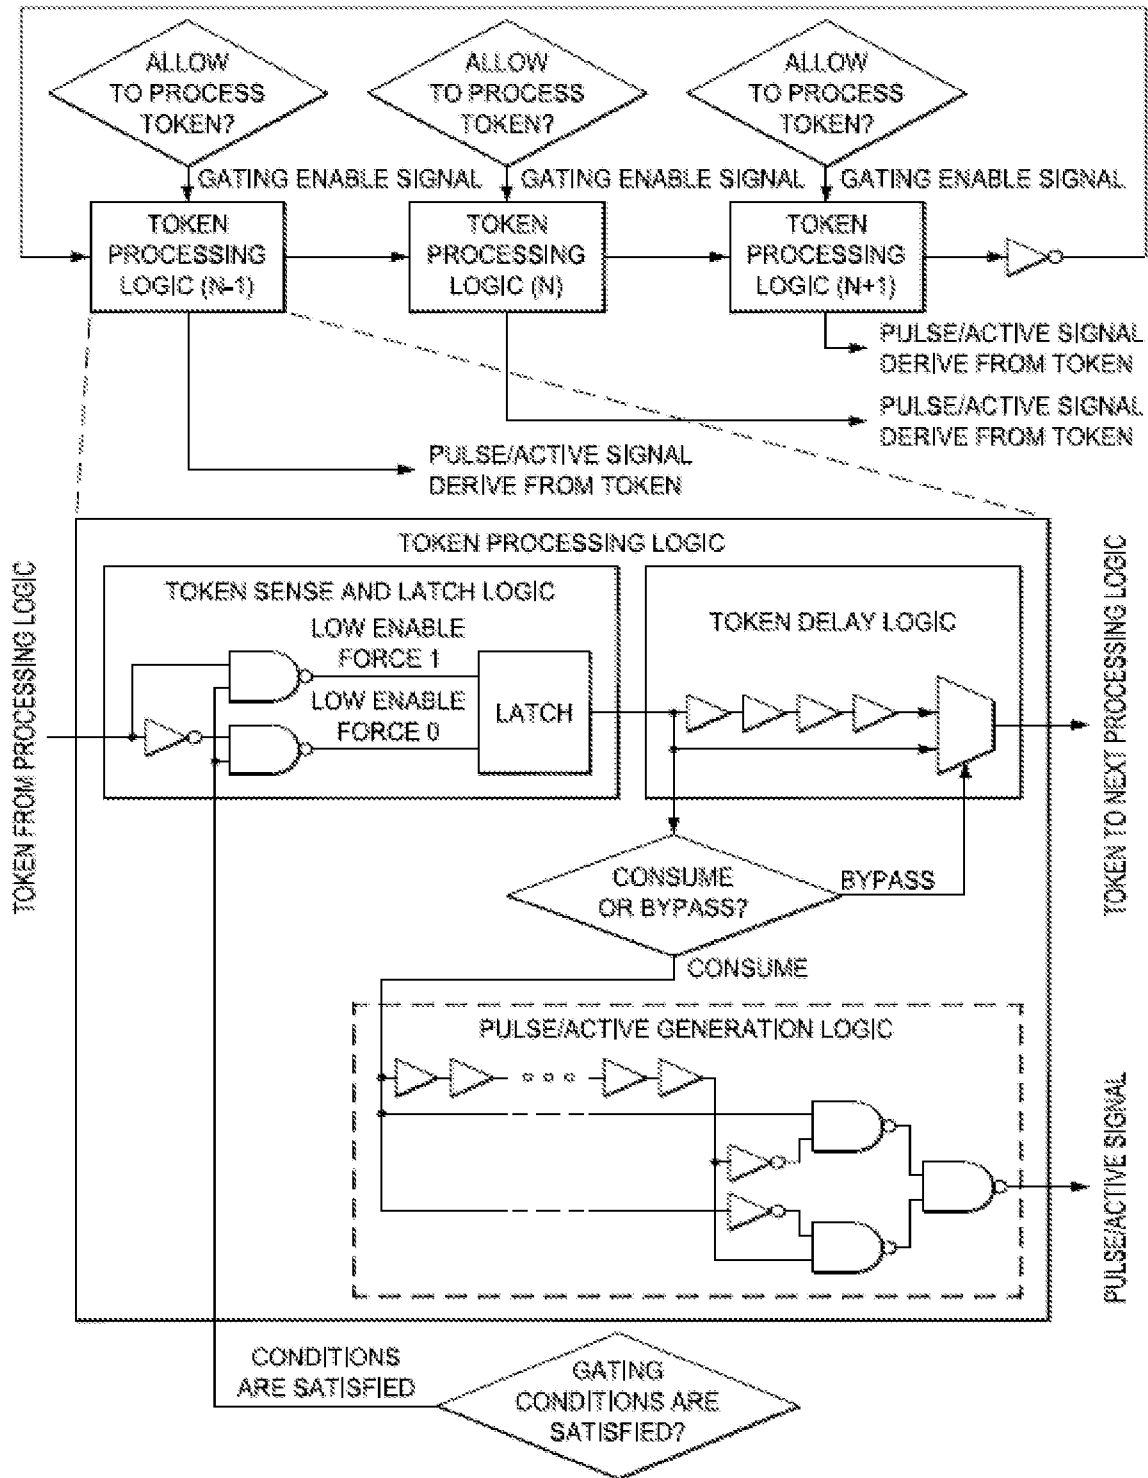 ALLOW
TO PROCESS
TOKEN?
ALLOW
TO PROCESS
TOKEN?
ALLOW
TO PROCESS
TOKEN?
GATING ENABLE SIGNAL
GATING ENABLE SIGNAL
GATING ENABLE SIGNAL
TOKEN
PROCESSING
LOGIC (N-1)
TOKEN
PROCESSING
LOGIC (N)
TOKEN
PROCESSING
LOGIC (N+1)
PULSE/ACTIVE SIGNAL
DERIVE FROM TOKEN
PULSE/ACTIVE SIGNAL
DERIVE FROM TOKEN
PULSE/ACTIVE SIGNAL
DERIVE FROM TOKEN
TOKEN PROCESSING LOGIC
TOKEN FROM PROCESSING LOGIC
TOKEN SENSE AND LATCH LOGIC
LOW ENABLE
FORCE 1
LOW ENABLE
FORCE 0
LATCH
TOKEN DELAY LOGIC
TOKEN TO NEXT PROCESSING LOGIC
CONSUME
OR BYPASS?
BYPASS
CONSUME
PULSE/ACTIVE GENERATION LOGIC
PULSE/ACTIVE SIGNAL
CONDITIONS
ARE SATISFIED
GATING
CONDITIONS ARE
SATISFIED?